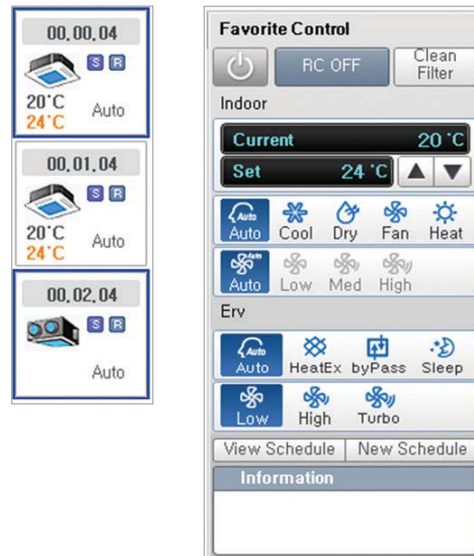 00,00,04
S R
20°C
24°C
Auto
00,01,04
S R
20°C
24°C
Auto
00,02,04
S R
Auto
Favorite Control
RC OFF
Clean
Filter
Indoor
Current 20 °C
Set 24 °C
Auto
Auto Cool Dry Fan Heat
Auto
Auto Low Med High
Erv
Auto
Auto HeatEx byPass Sleep
Low High Turbo
View Schedule New Schedule
Information